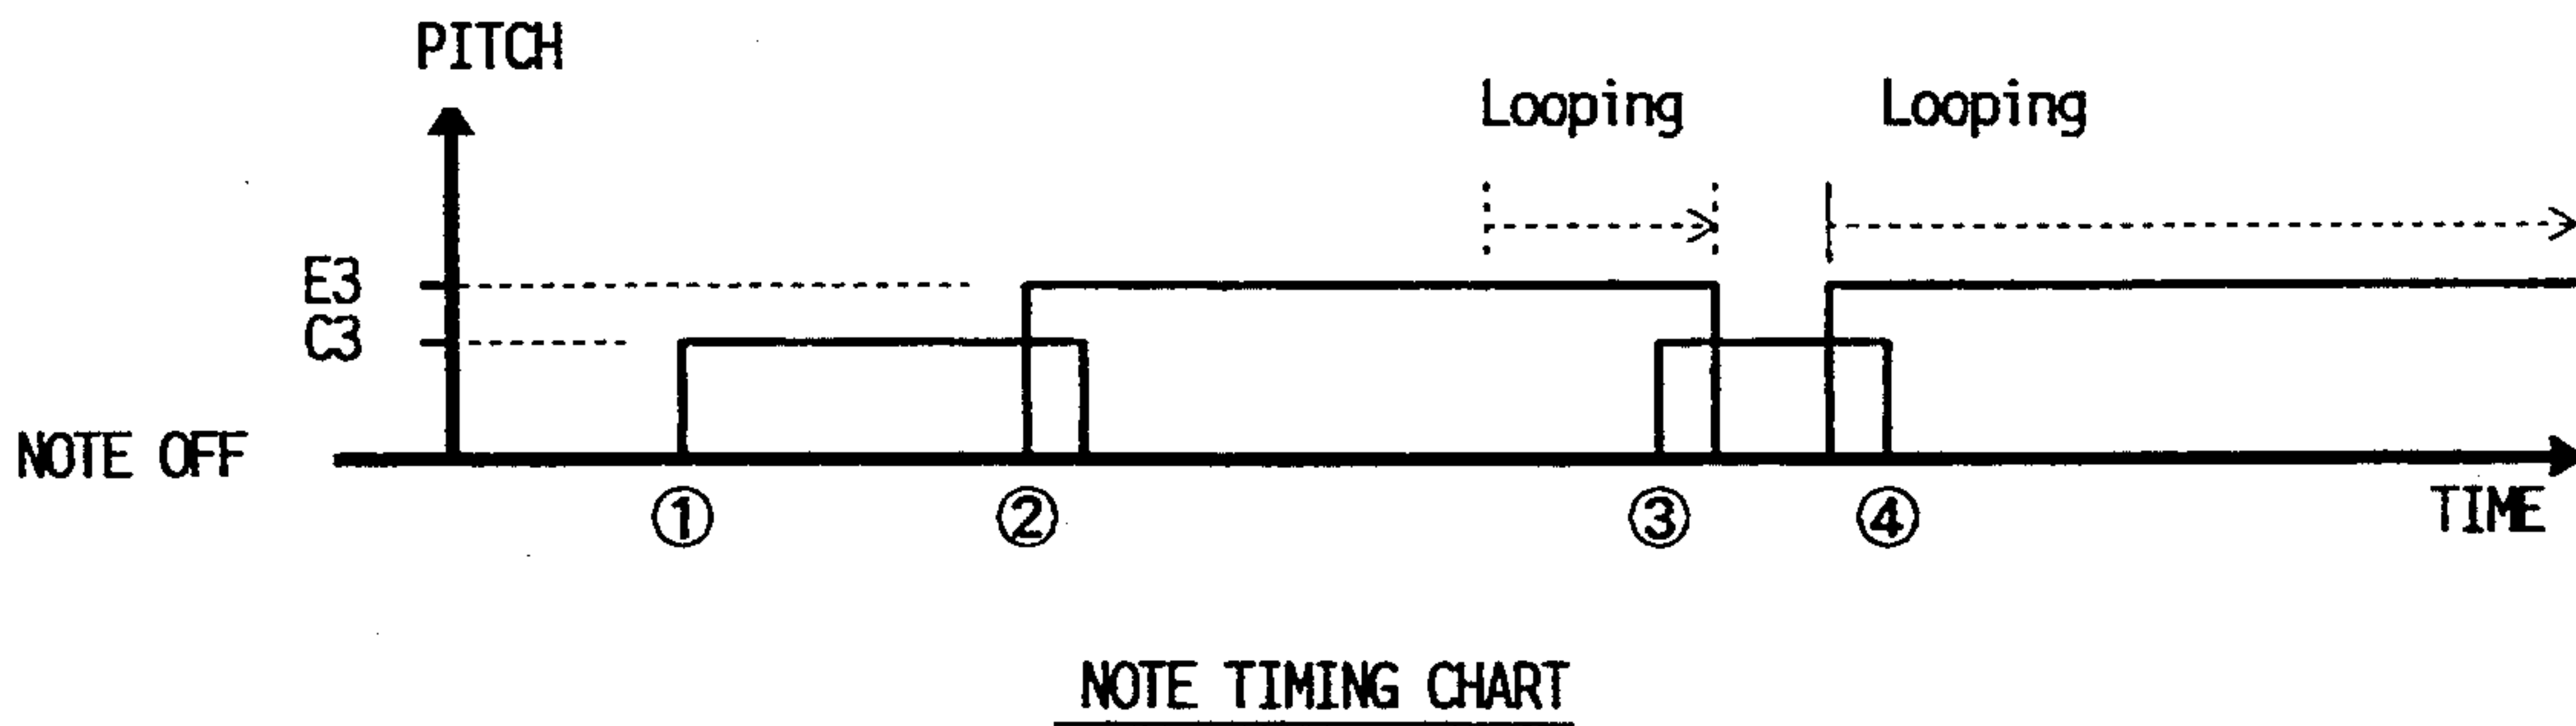 PITCH
Looping Looping
E3
C3
NOTE OFF
① ② ③ ④
TIME
NOTE TIMING CHART